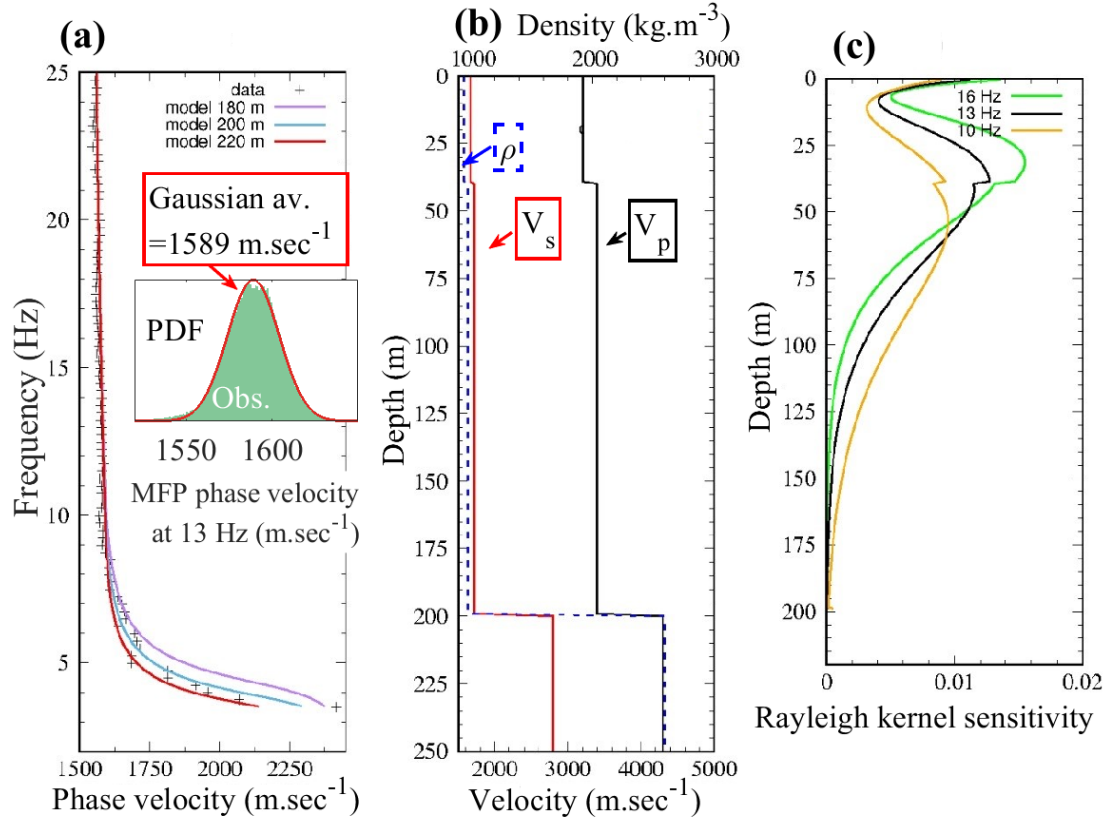 (a)
25
20
15
10
5
Frequency (Hz)
data
model 180 m
model 200 m
model 220 m
Gaussian av.
=1589 m.sec-1
PDF
Obs.
1550 1600
MFP phase velocity
at 13 Hz (m.sec-1)
1500 1750 2000 2250
Phase velocity (m.sec-1)
(b)
Density (kg.m-3)
1000 2000 3000
0
25
50
75
100
125
150
175
200
225
250
Depth (m)
ρ
Vs
Vp
2000 3000 4000 5000
Velocity (m.sec-1)
(c)
0
25
50
75
100
125
150
175
200
Depth (m)
16 Hz
13 Hz
10 Hz
0 0.01 0.02
Rayleigh kernel sensitivity